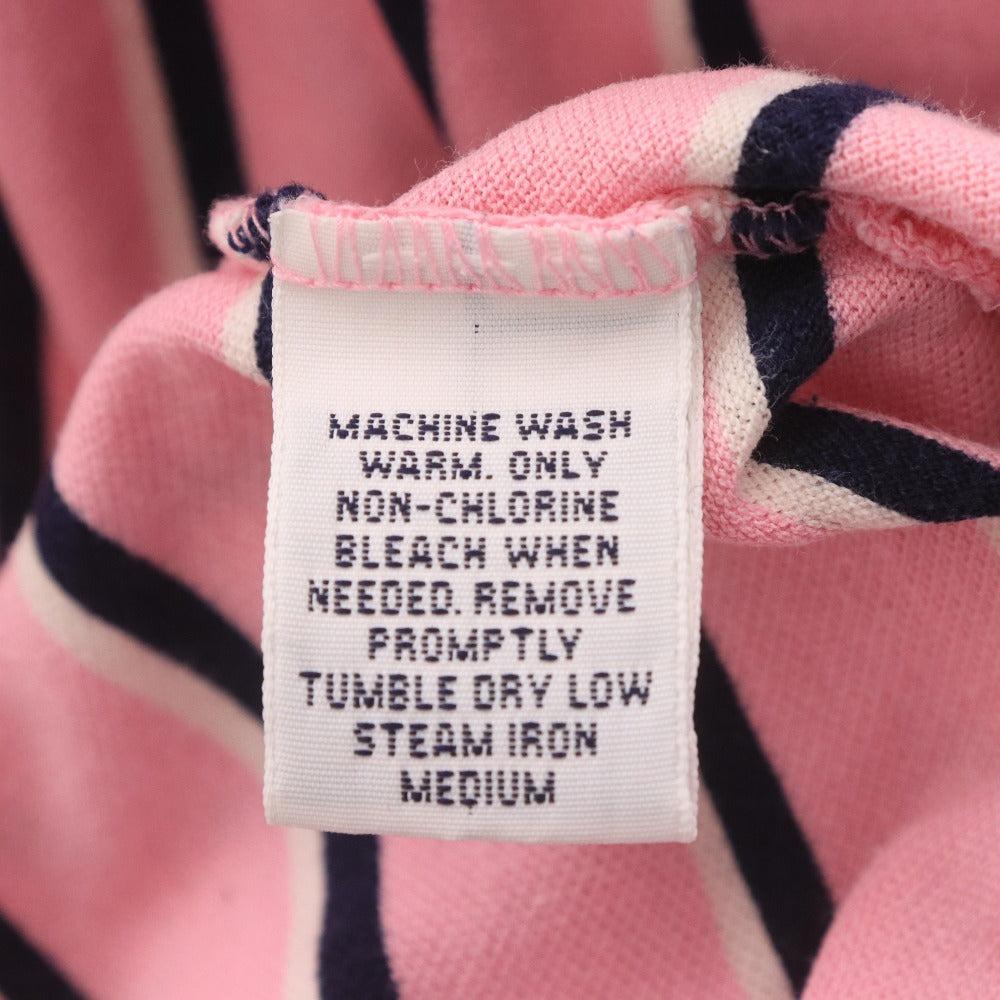 MACHINE WASH
WARM. ONLY
NON-CHLORINE
BLEACH WHEN
NEEDED. REMOVE
PROMPTLY
TUMBLE DRY LOW
STEAM IRON
MEDIUM